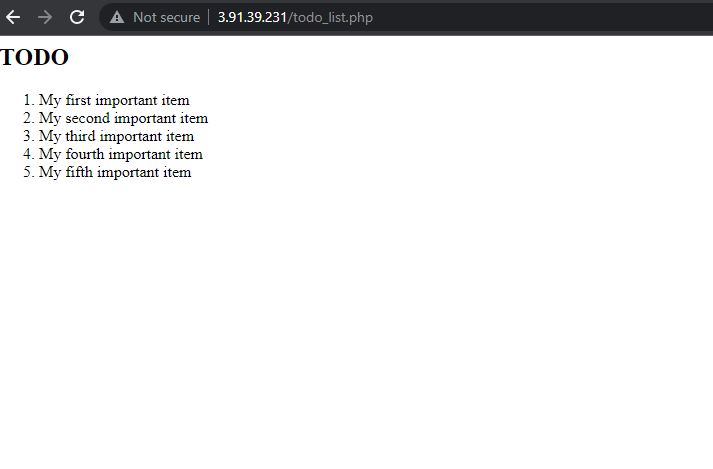 Not secure | 3.91.39.231/todo_list.php
TODO
1. My first important item
2. My second important item
3. My third important item
4. My fourth important item
5. My fifth important item